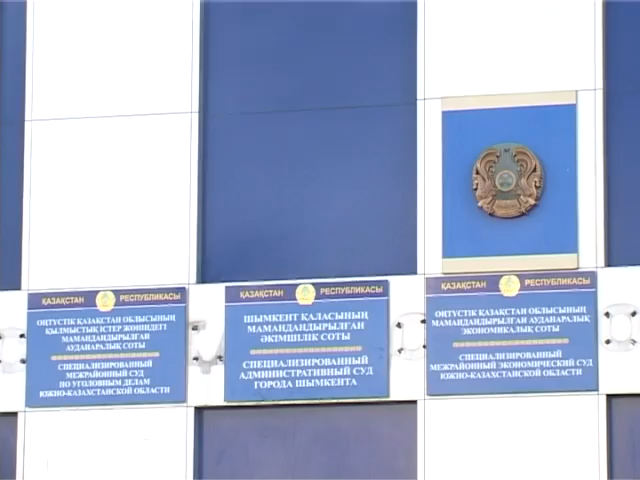 ҚАЗАҚСТАН РЕСПУБЛИКАСЫ
ОҢТҮСТІК ҚАЗАҚСТАН ОБЛЫСЫНЫҢ
ҚЫЛМЫСТЫҚ ІСТЕР ЖӨНІНДЕГІ
МАМАНДАНДЫРЫЛҒАН
АУДАНАРАЛЫҚ СОТЫ
СПЕЦИАЛИЗИРОВАННЫЙ
МЕЖРАЙОННЫЙ СУД
ПО УГОЛОВНЫМ ДЕЛАМ
ЮЖНО-КАЗАХСТАНСКОЙ ОБЛАСТИ
ҚАЗАҚСТАН РЕСПУБЛИКАСЫ
ШЫМКЕНТ ҚАЛАСЫНЫҢ
МАМАНДАНДЫРЫЛҒАН
ӘКІМШІЛІК СОТЫ
СПЕЦИАЛИЗИРОВАННЫЙ
АДМИНИСТРАТИВНЫЙ СУД
ГОРОДА ШЫМКЕНТА
ҚАЗАҚСТАН РЕСПУБЛИКАСЫ
ОҢТҮСТІК ҚАЗАҚСТАН ОБЛЫСЫНЫҢ
МАМАНДАНДЫРЫЛҒАН АУДАНАРАЛЫҚ
ЭКОНОМИКАЛЫҚ СОТЫ
СПЕЦИАЛИЗИРОВАННЫЙ
МЕЖРАЙОННЫЙ ЭКОНОМИЧЕСКИЙ СУД
ЮЖНО-КАЗАХСТАНСКОЙ ОБЛАСТИ